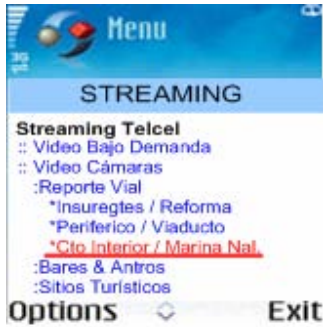 Menu
3G
STREAMING
Streaming Telcel
:: Video Bajo Demanda
:: Video Cámaras
:Reporte Vial
*Insuregtes / Reforma
*Periferico / Viaducto
*Cto Interior / Marina Nal.
:Bares & Antros
:Sitios Turísticos
Options
Exit